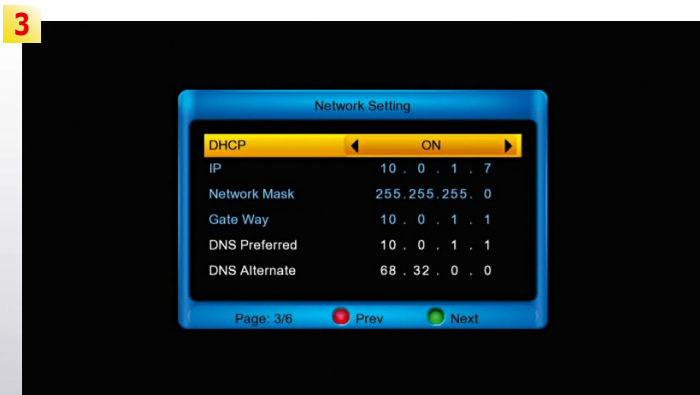 3
Network Setting
DHCP ON
IP 10 . 0 . 1 . 7
Network Mask 255.255.255. 0
Gate Way 10 . 0 . 1 . 1
DNS Preferred 10 . 0 . 1 . 1
DNS Alternate 68 . 32 . 0 . 0
Page: 3/6 Prev Next